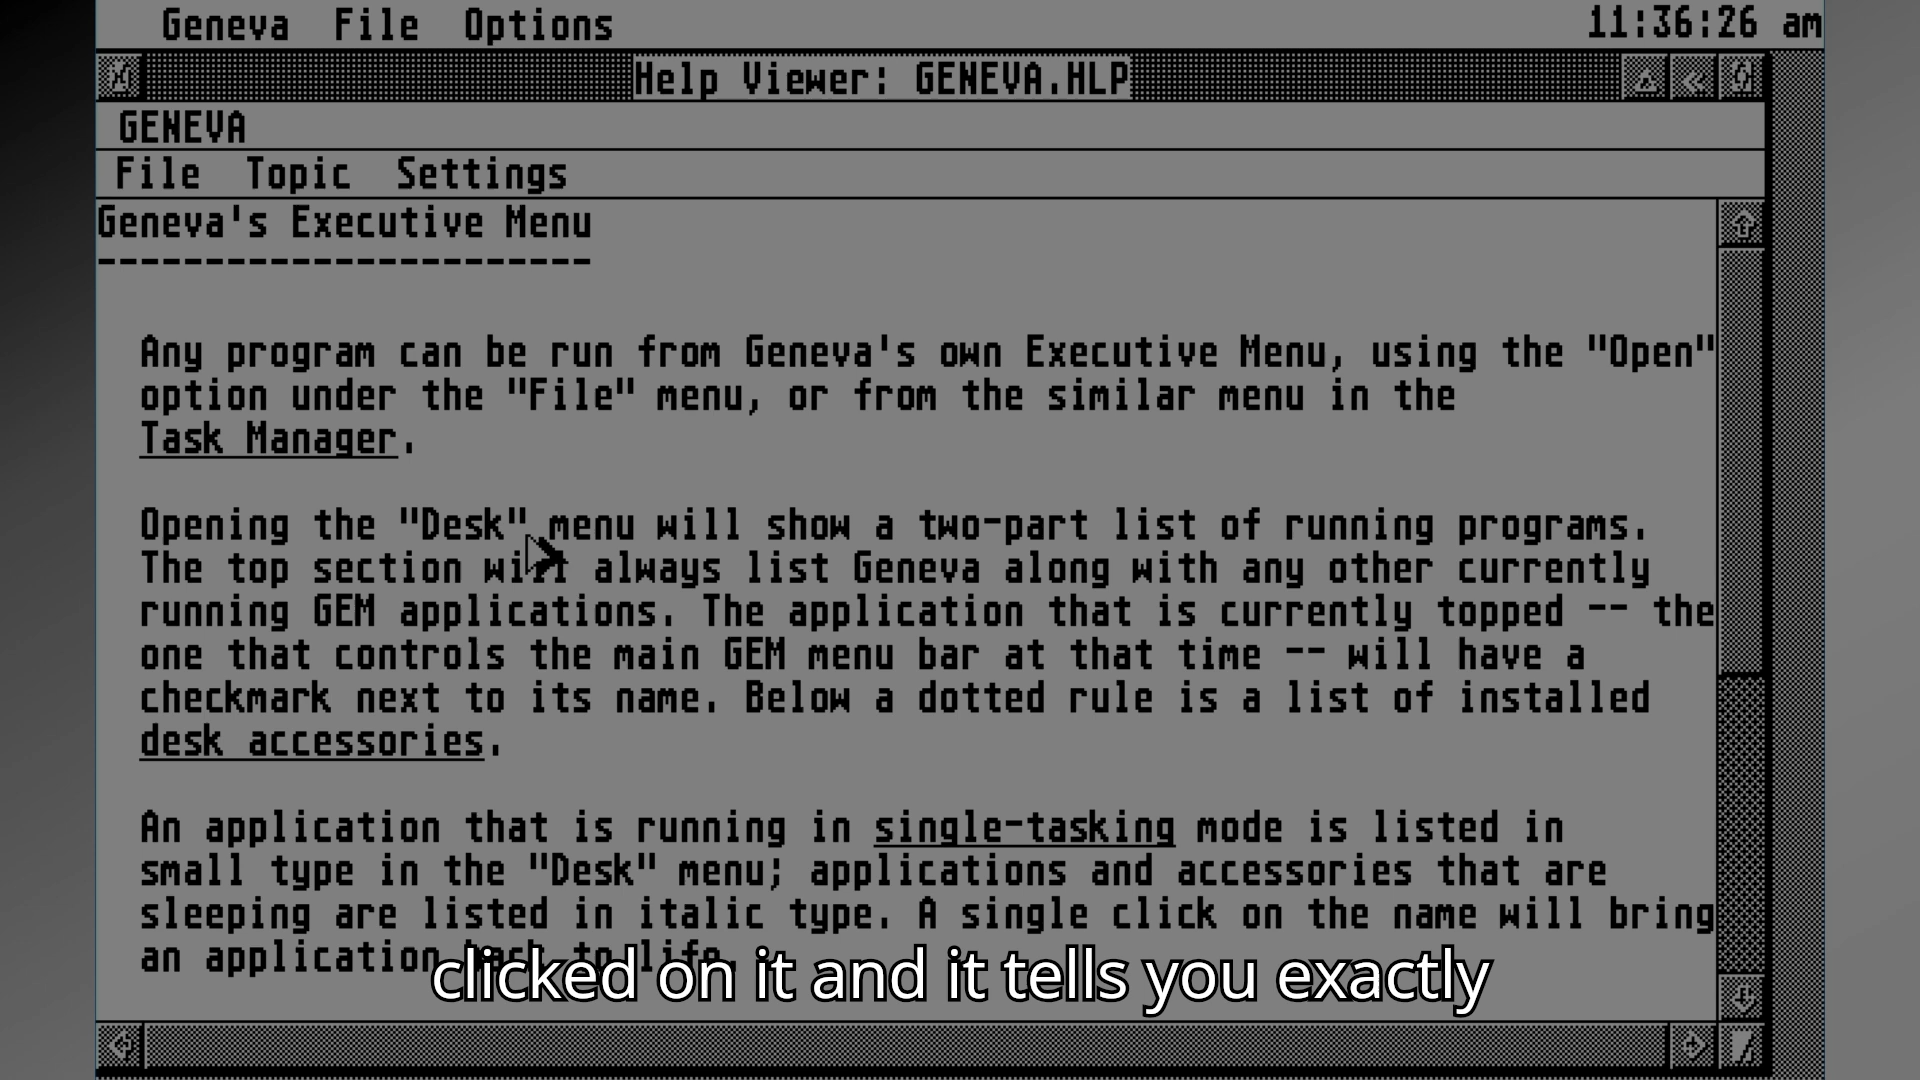 Geneva File Options 11:36:26 am
Help Viewer: GENEVA.HLP
GENEVA
File Topic Settings
Geneva's Executive Menu
-----------------------
Any program can be run from Geneva's own Executive Menu, using the "Open"
option under the "File" menu, or from the similar menu in the
Task Manager.
Opening the "Desk" menu will show a two-part list of running programs.
The top section will always list Geneva along with any other currently
running GEM applications. The application that is currently topped -- the
one that controls the main GEM menu bar at that time -- will have a
checkmark next to its name. Below a dotted rule is a list of installed
desk accessories.
An application that is running in single-tasking mode is listed in
small type in the "Desk" menu; applications and accessories that are
sleeping are listed in italic type. A single click on the name will bring
an application back to life.
clicked on it and it tells you exactly